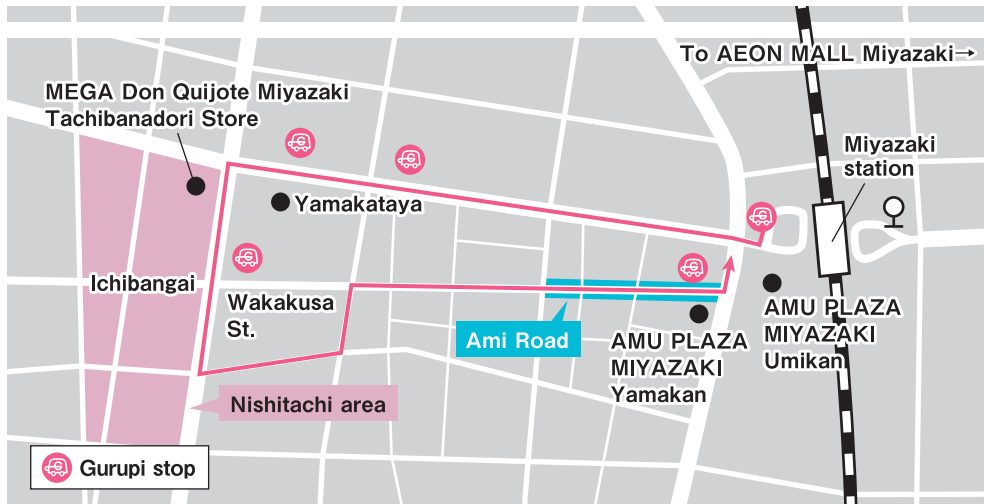 To AEON MALL Miyazaki→
MEGA Don Quijote Miyazaki
Tachibanadori Store
Miyazaki
station
Yamakataya
Ichibangai
Wakakusa
St.
Ami Road
AMU PLAZA
MIYAZAKI
Yamakan
AMU PLAZA
MIYAZAKI
Umikan
Nishitachi area
Gurupi stop